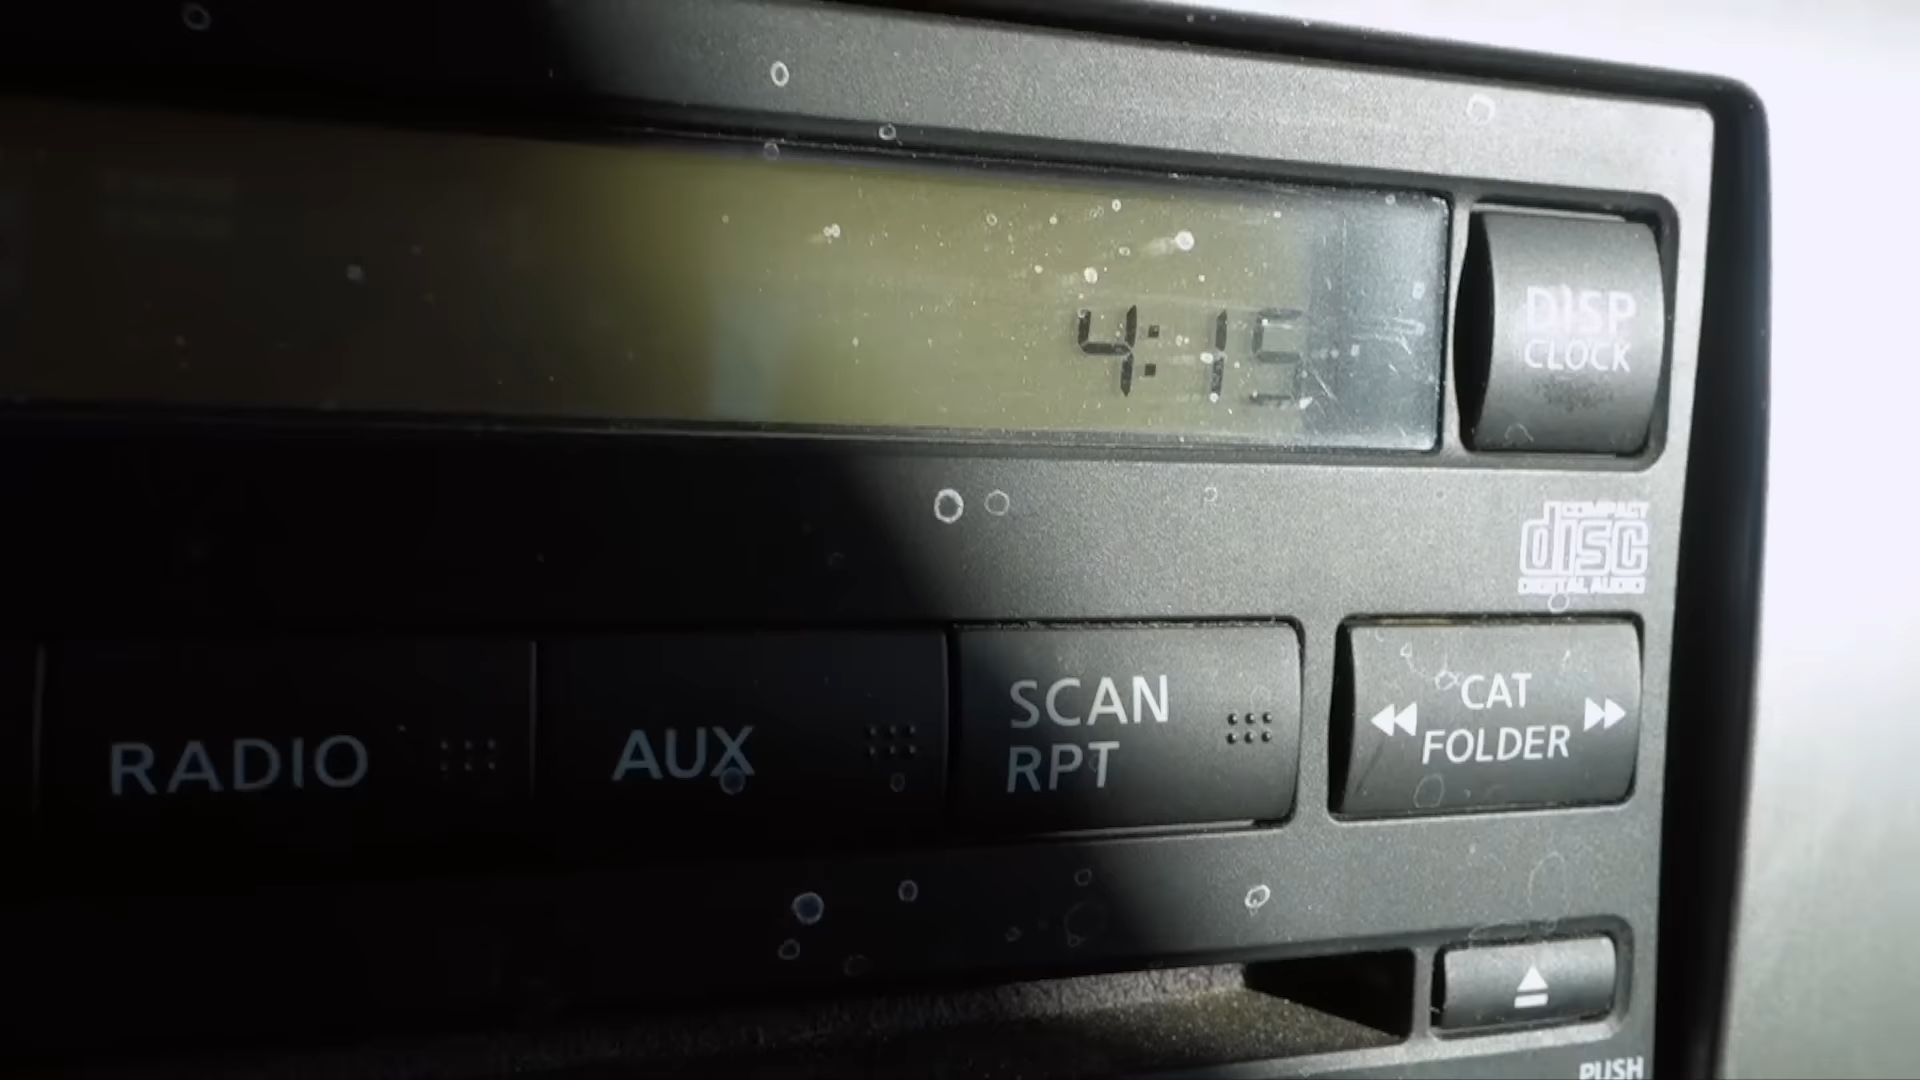 4:15
DISP
CLOCK
COMPACT
disc
DIGITAL AUDIO
RADIO
AUX
SCAN
RPT
CAT
FOLDER
PUSH